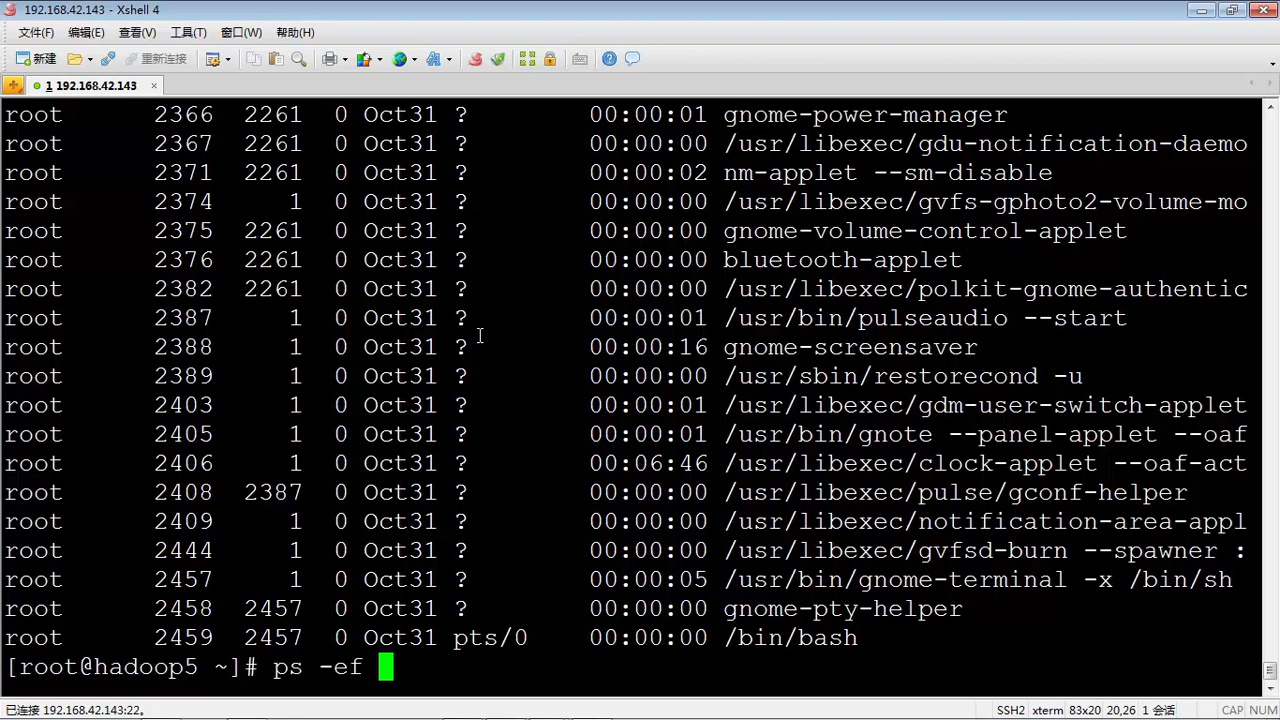 192.168.42.143 - Xshell 4
文件(F) 编辑(E) 查看(V) 工具(T) 窗口(W) 帮助(H)
新建 重新连接
1 192.168.42.143
root 2366 2261 0 Oct31 ? 00:00:01 gnome-power-manager
root 2367 2261 0 Oct31 ? 00:00:00 /usr/libexec/gdu-notification-daemo
root 2371 2261 0 Oct31 ? 00:00:02 nm-applet --sm-disable
root 2374 1 0 Oct31 ? 00:00:00 /usr/libexec/gvfs-gphoto2-volume-mo
root 2375 2261 0 Oct31 ? 00:00:00 gnome-volume-control-applet
root 2376 2261 0 Oct31 ? 00:00:00 bluetooth-applet
root 2382 2261 0 Oct31 ? 00:00:00 /usr/libexec/polkit-gnome-authentic
root 2387 1 0 Oct31 ? 00:00:01 /usr/bin/pulseaudio --start
root 2388 1 0 Oct31 ? 00:00:16 gnome-screensaver
root 2389 1 0 Oct31 ? 00:00:00 /usr/sbin/restorecond -u
root 2403 1 0 Oct31 ? 00:00:01 /usr/libexec/gdm-user-switch-applet
root 2405 1 0 Oct31 ? 00:00:01 /usr/bin/gnote --panel-applet --oaf
root 2406 1 0 Oct31 ? 00:06:46 /usr/libexec/clock-applet --oaf-act
root 2408 2387 0 Oct31 ? 00:00:00 /usr/libexec/pulse/gconf-helper
root 2409 1 0 Oct31 ? 00:00:00 /usr/libexec/notification-area-appl
root 2444 1 0 Oct31 ? 00:00:00 /usr/libexec/gvfsd-burn --spawner :
root 2457 1 0 Oct31 ? 00:00:05 /usr/bin/gnome-terminal -x /bin/sh
root 2458 2457 0 Oct31 ? 00:00:00 gnome-pty-helper
root 2459 2457 0 Oct31 pts/0 00:00:00 /bin/bash
[root@hadoop5 ~]# ps -ef
已连接 192.168.42.143:22。 SSH2 xterm 83x20 20,26 1 会话 CAP NUM